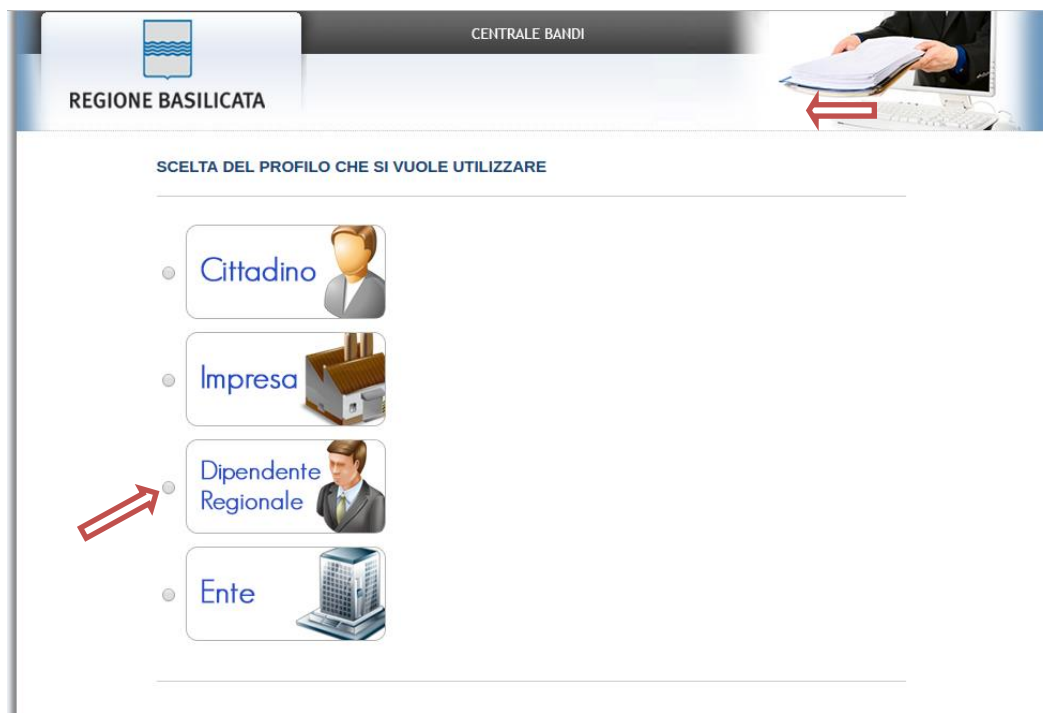 CENTRALE BANDI
REGIONE BASILICATA
SCELTA DEL PROFILO CHE SI VUOLE UTILIZZARE
Cittadino
Impresa
Dipendente
Regionale
Ente